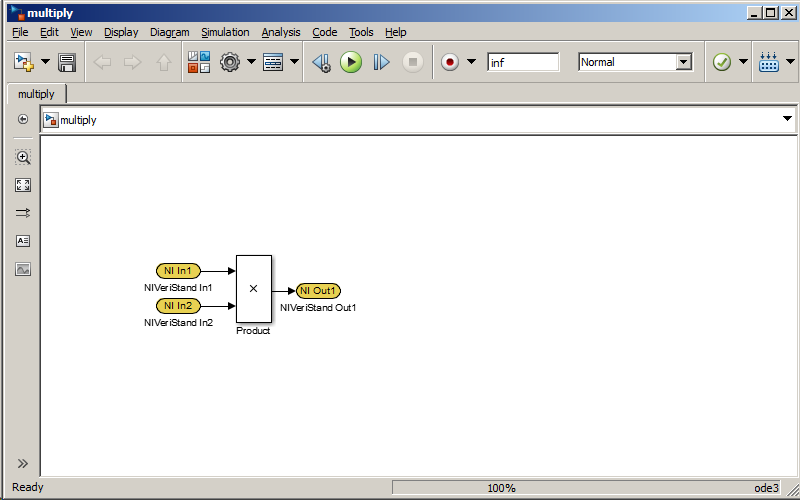 multiply
File Edit View Display Diagram Simulation Analysis Code Tools Help
inf Normal
multiply
multiply
NI In1
NIVeriStand In1
NI In2
NIVeriStand In2
×
Product
NI Out1
NIVeriStand Out1
Ready 100% ode3